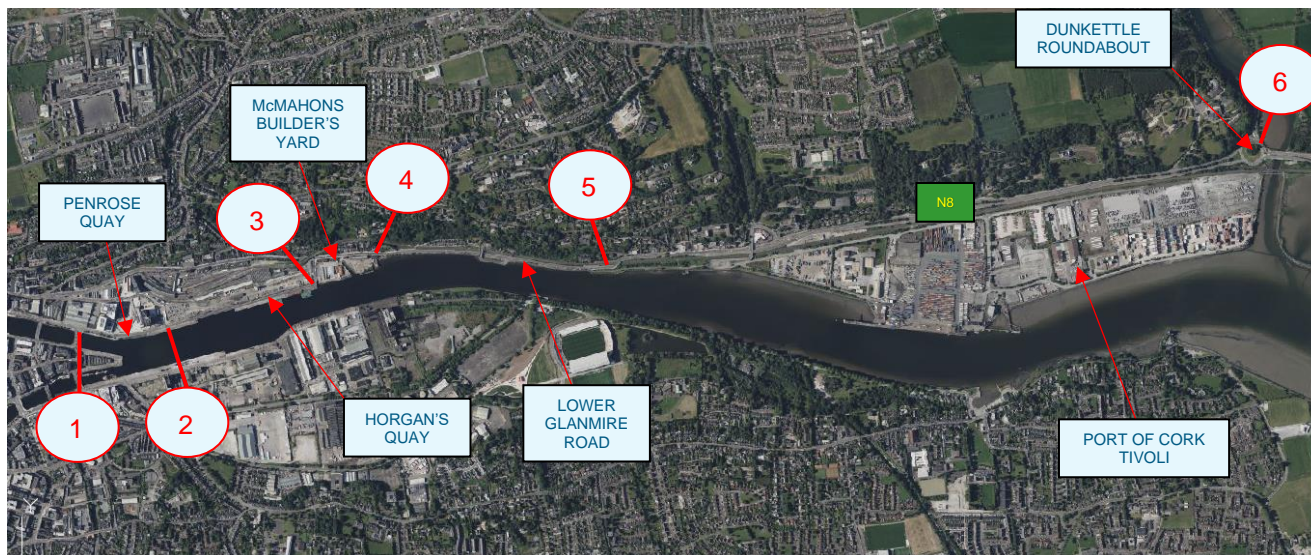 DUNKETTLE
ROUNDABOUT
6
McMAHONS
BUILDER'S
YARD
4
5
PENROSE
QUAY
3
N8
1
2
HORGAN'S
QUAY
LOWER
GLANMIRE
ROAD
PORT OF CORK
TIVOLI